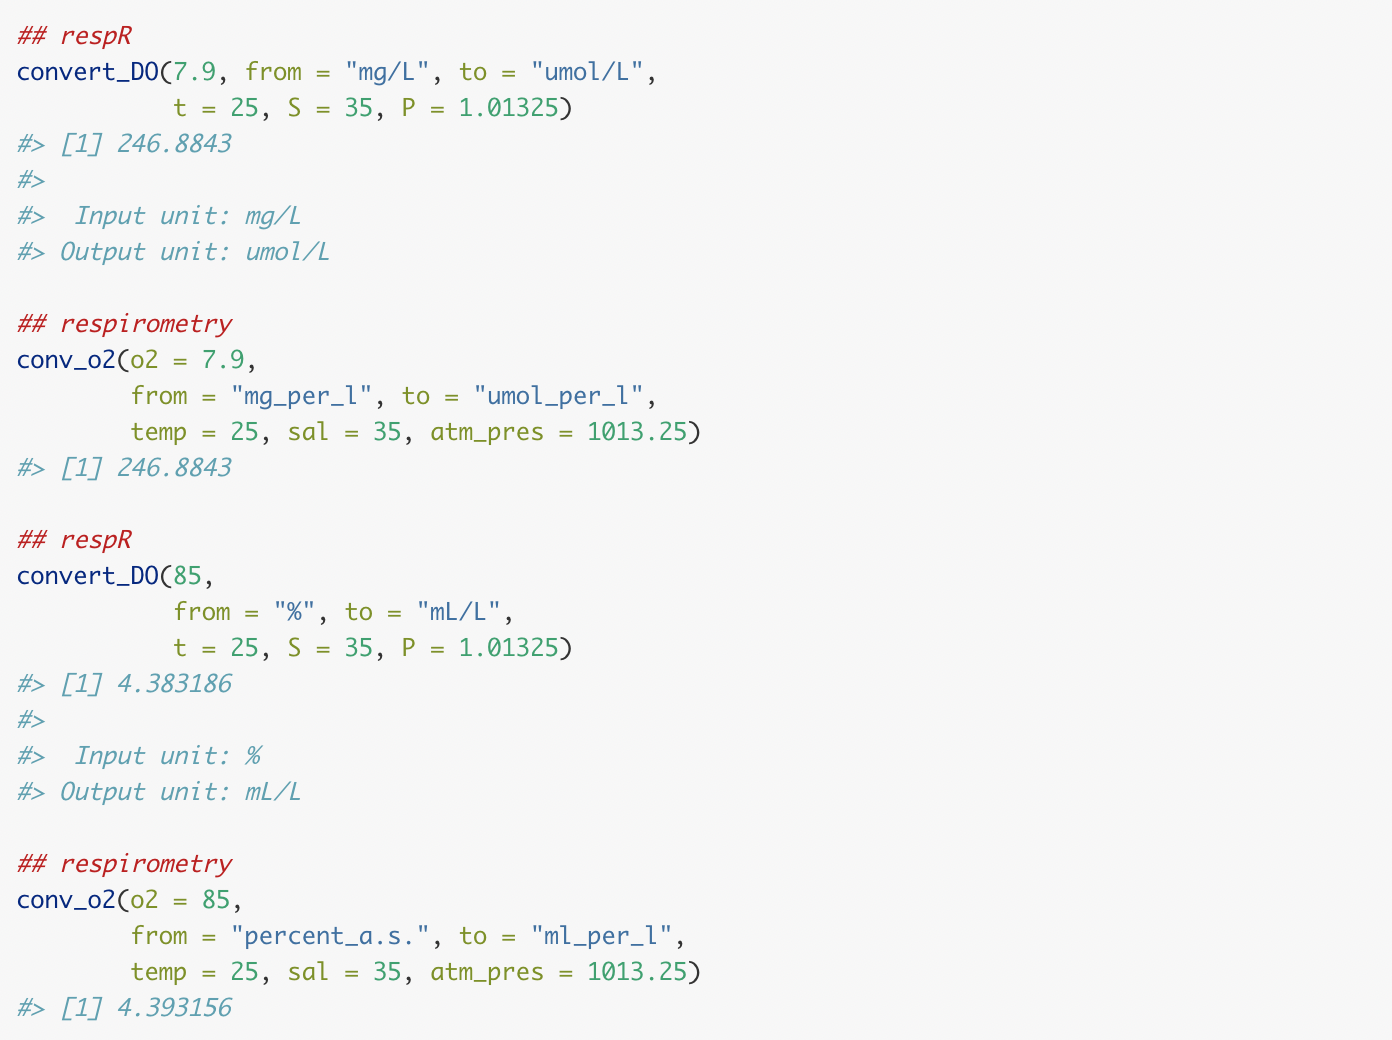 ## respR
convert_DO(7.9, from = "mg/L", to = "umol/L",
           t = 25, S = 35, P = 1.01325)
#> [1] 246.8843
#>
#>  Input unit: mg/L
#> Output unit: umol/L

## respirometry
conv_o2(o2 = 7.9,
        from = "mg_per_l", to = "umol_per_l",
        temp = 25, sal = 35, atm_pres = 1013.25)
#> [1] 246.8843

## respR
convert_DO(85,
           from = "%", to = "mL/L",
           t = 25, S = 35, P = 1.01325)
#> [1] 4.383186
#>
#>  Input unit: %
#> Output unit: mL/L

## respirometry
conv_o2(o2 = 85,
        from = "percent_a.s.", to = "ml_per_l",
        temp = 25, sal = 35, atm_pres = 1013.25)
#> [1] 4.393156